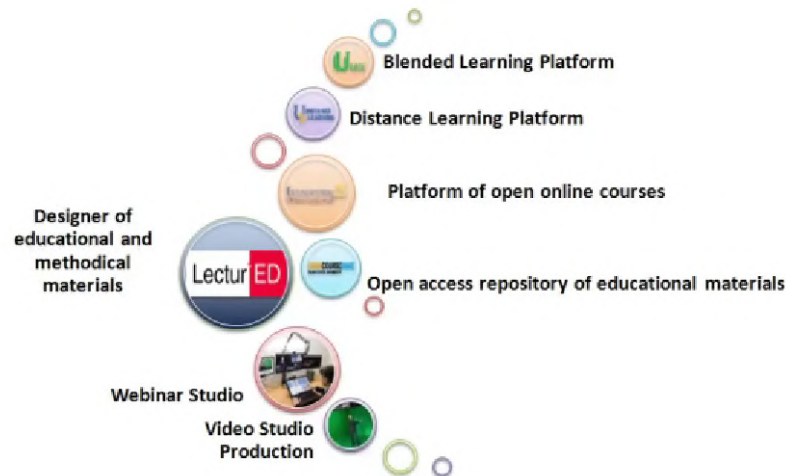 Blended Learning Platform
Distance Learning Platform
Platform of open online courses
Designer of
educational and
methodical
materials
Lectur'ED
Open access repository of educational materials
Webinar Studio
Video Studio
Production